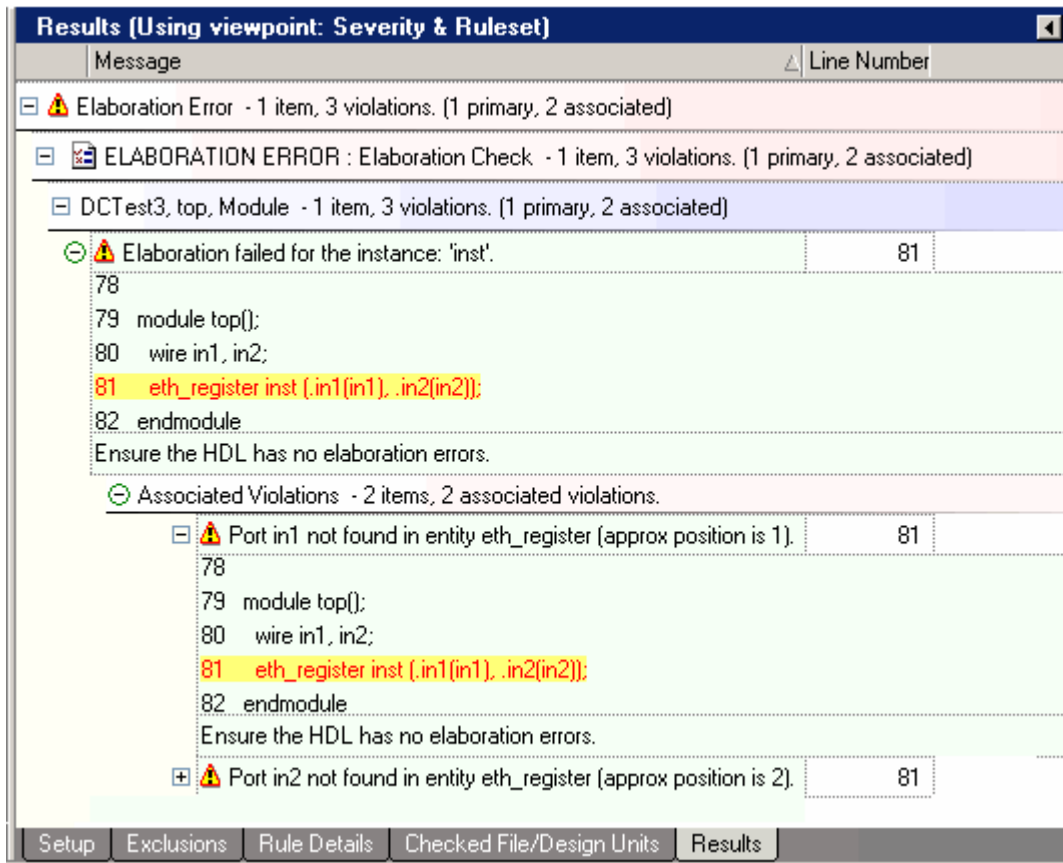 Results (Using viewpoint: Severity & Ruleset)
Message Line Number
Elaboration Error - 1 item, 3 violations. (1 primary, 2 associated)
ELABORATION ERROR : Elaboration Check - 1 item, 3 violations. (1 primary, 2 associated)
DCTest3, top, Module - 1 item, 3 violations. (1 primary, 2 associated)
Elaboration failed for the instance: 'inst'. 81
78
79 module top();
80 wire in1, in2;
81 eth_register inst (.in1(in1), .in2(in2));
82 endmodule
Ensure the HDL has no elaboration errors.
Associated Violations - 2 items, 2 associated violations.
Port in1 not found in entity eth_register (approx position is 1). 81
78
79 module top();
80 wire in1, in2;
81 eth_register inst (.in1(in1), .in2(in2));
82 endmodule
Ensure the HDL has no elaboration errors.
Port in2 not found in entity eth_register (approx position is 2). 81
Setup Exclusions Rule Details Checked File/Design Units Results